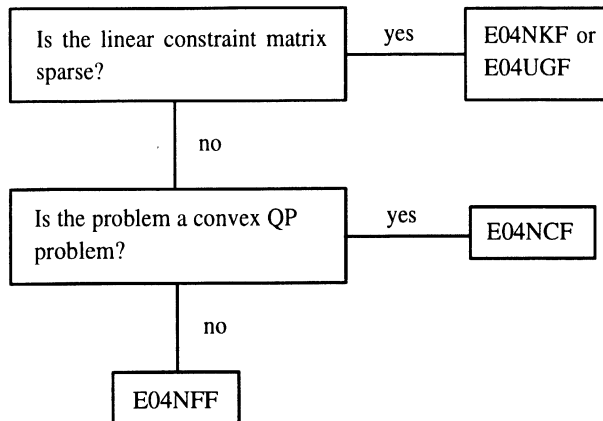 Is the linear constraint matrix
sparse?
yes
E04NKF or
E04UGF
no
Is the problem a convex QP
problem?
yes
E04NCF
no
E04NFF